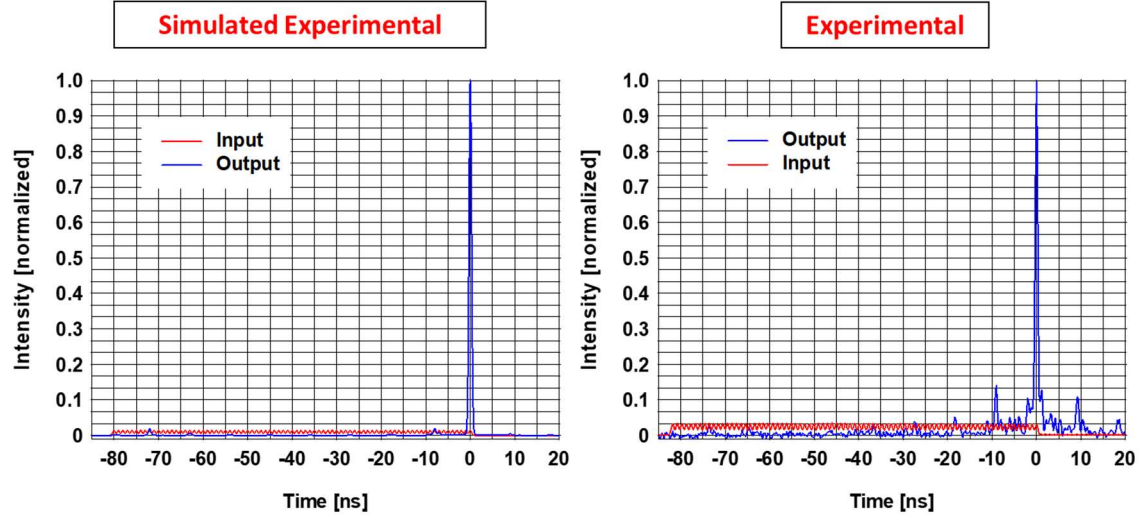 Simulated Experimental
1.0
0.9
0.8
0.7
0.6
0.5
0.4
0.3
0.2
0.1
0
Intensity [normalized]
Input
Output
-80 -70 -60 -50 -40 -30 -20 -10 0 10 20
Time [ns]
Experimental
1.0
0.9
0.8
0.7
0.6
0.5
0.4
0.3
0.2
0.1
0
Intensity [normalized]
Output
Input
-80 -70 -60 -50 -40 -30 -20 -10 0 10 20
Time [ns]